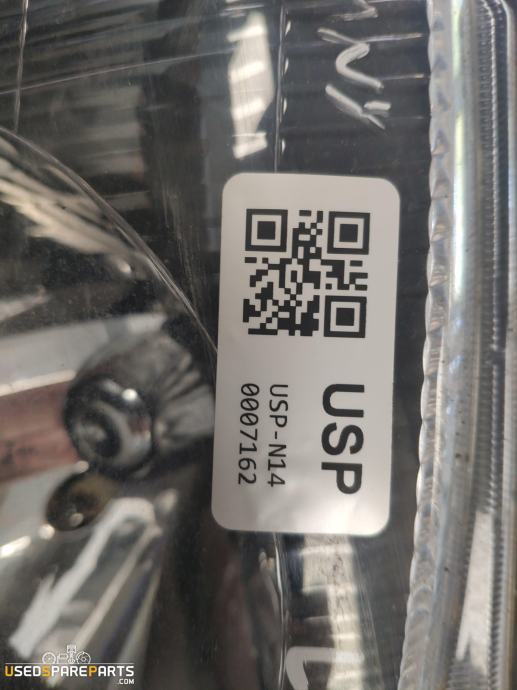 USP
USP-N14
0007162
USEDSPAREPARTS
.COM